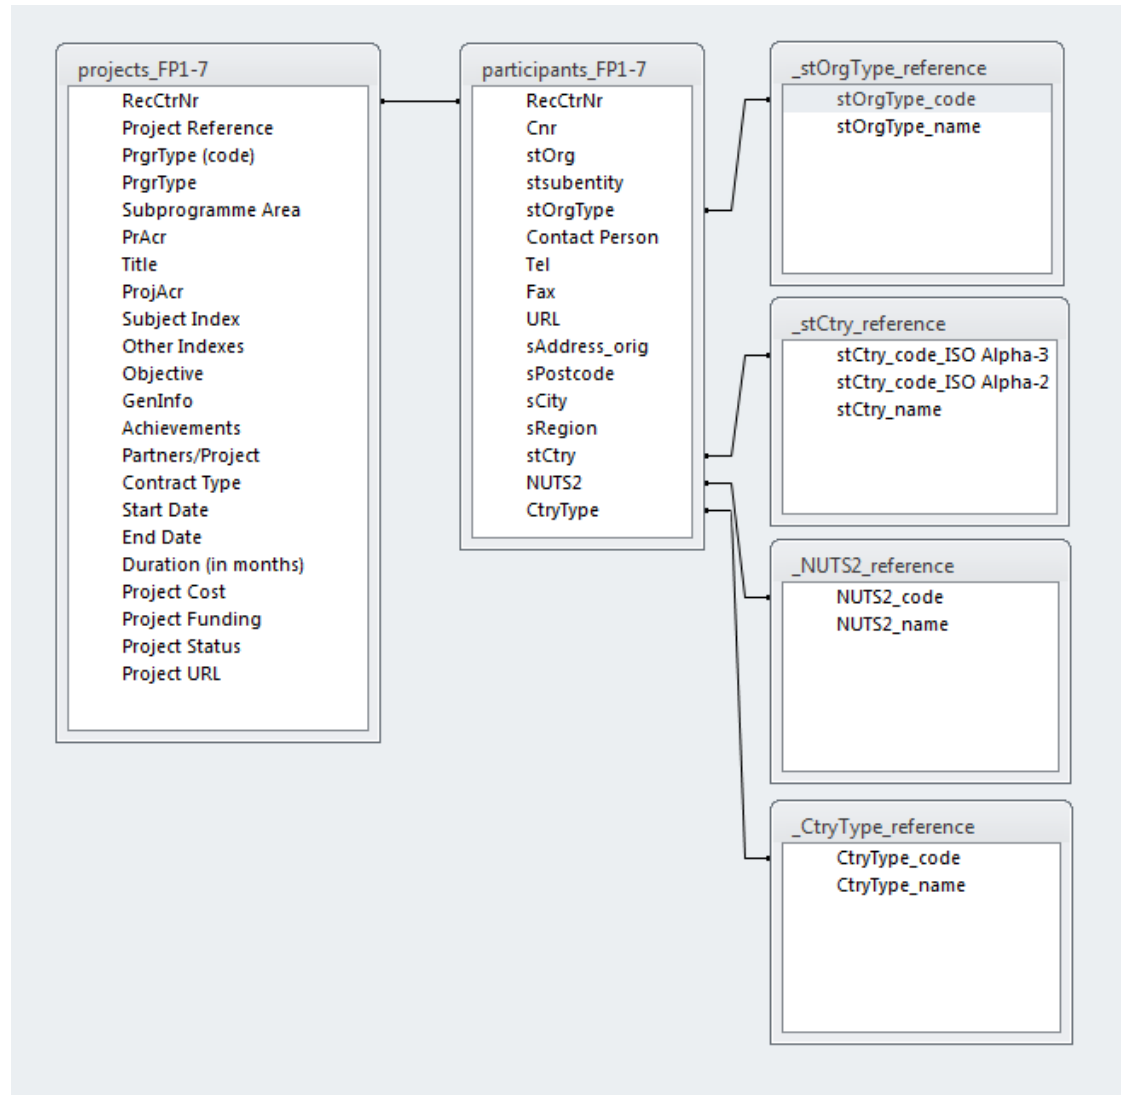 projects_FP1-7
RecCtrNr
Project Reference
PrgrType (code)
PrgrType
Subprogramme Area
PrAcr
Title
ProjAcr
Subject Index
Other Indexes
Objective
GenInfo
Achievements
Partners/Project
Contract Type
Start Date
End Date
Duration (in months)
Project Cost
Project Funding
Project Status
Project URL
participants_FP1-7
RecCtrNr
Cnr
stOrg
stsubentity
stOrgType
Contact Person
Tel
Fax
URL
sAddress_orig
sPostcode
sCity
sRegion
stCtry
NUTS2
CtryType
_stOrgType_reference
stOrgType_code
stOrgType_name
_stCtry_reference
stCtry_code_ISO Alpha-3
stCtry_code_ISO Alpha-2
stCtry_name
_NUTS2_reference
NUTS2_code
NUTS2_name
_CtryType_reference
CtryType_code
CtryType_name